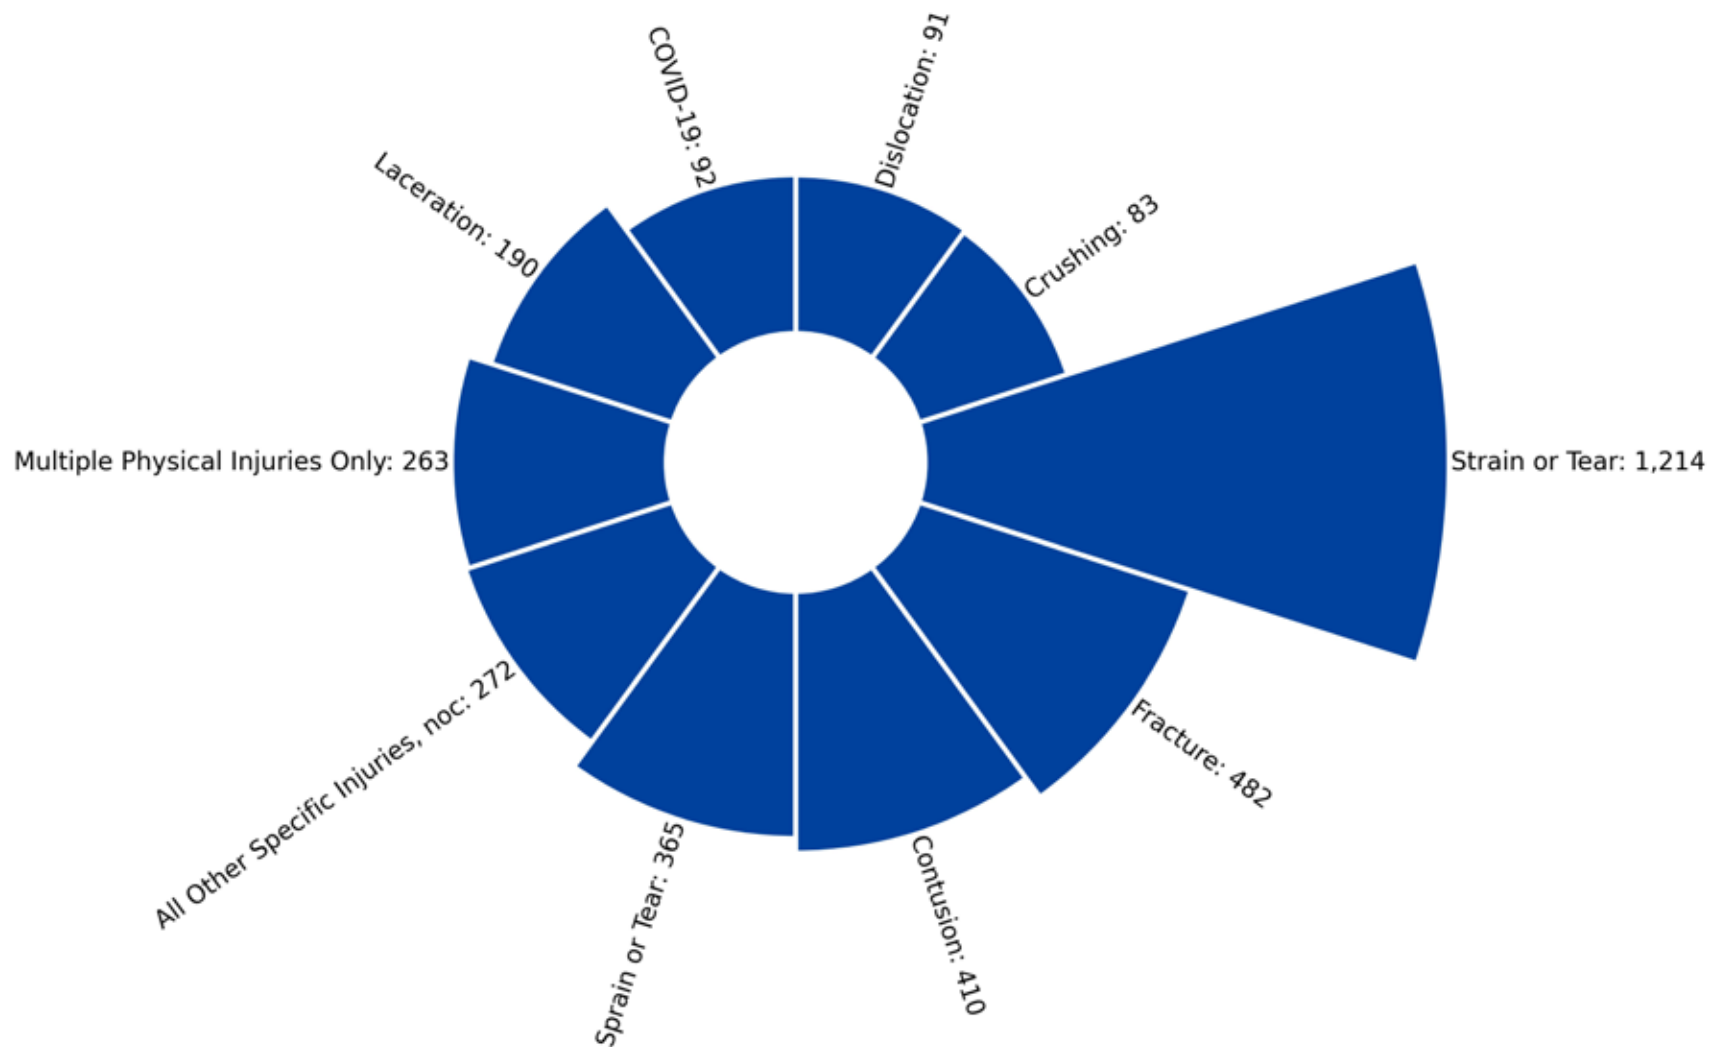 Strain or Tear: 1,214
Fracture: 482
Contusion: 410
Sprain or Tear: 365
All Other Specific Injuries, noc: 272
Multiple Physical Injuries Only: 263
Laceration: 190
COVID-19: 92
Dislocation: 91
Crushing: 83